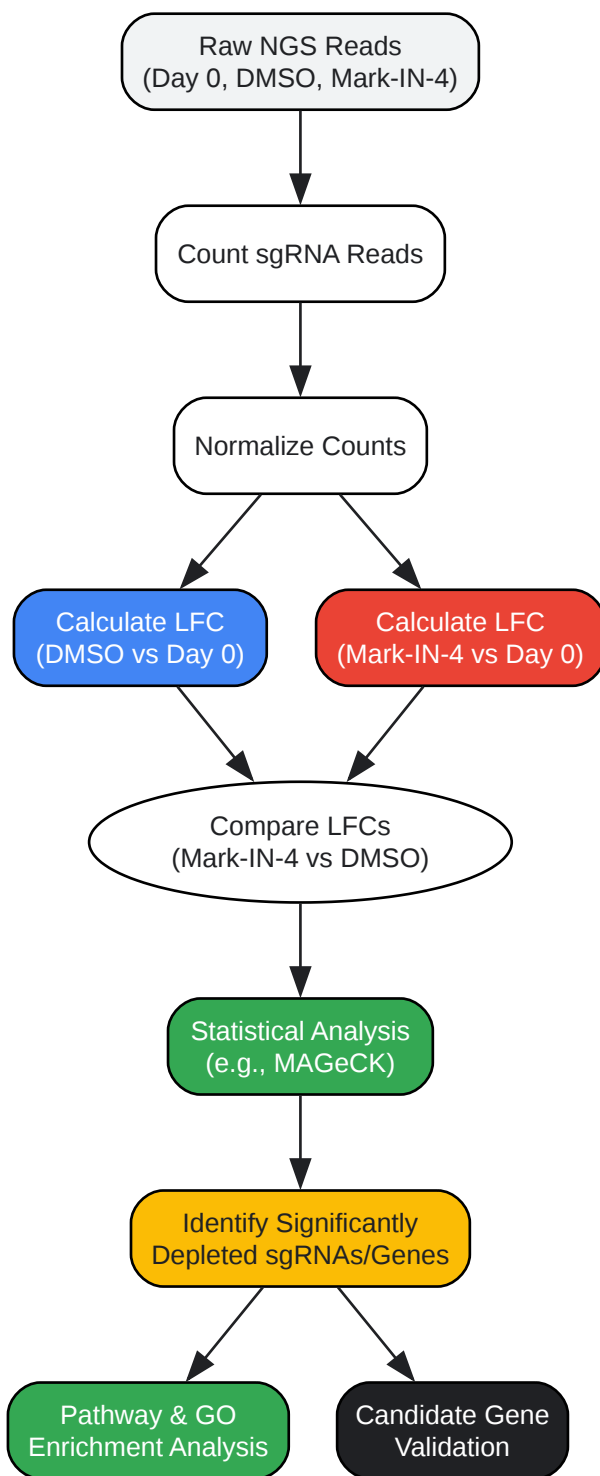 Raw NGS Reads
(Day 0, DMSO, Mark-IN-4)
Count sgRNA Reads
Normalize Counts
Calculate LFC
(DMSO vs Day 0)
Calculate LFC
(Mark-IN-4 vs Day 0)
Compare LFCs
(Mark-IN-4 vs DMSO)
Statistical Analysis
(e.g., MAGeCK)
Identify Significantly
Depleted sgRNAs/Genes
Pathway & GO
Enrichment Analysis
Candidate Gene
Validation